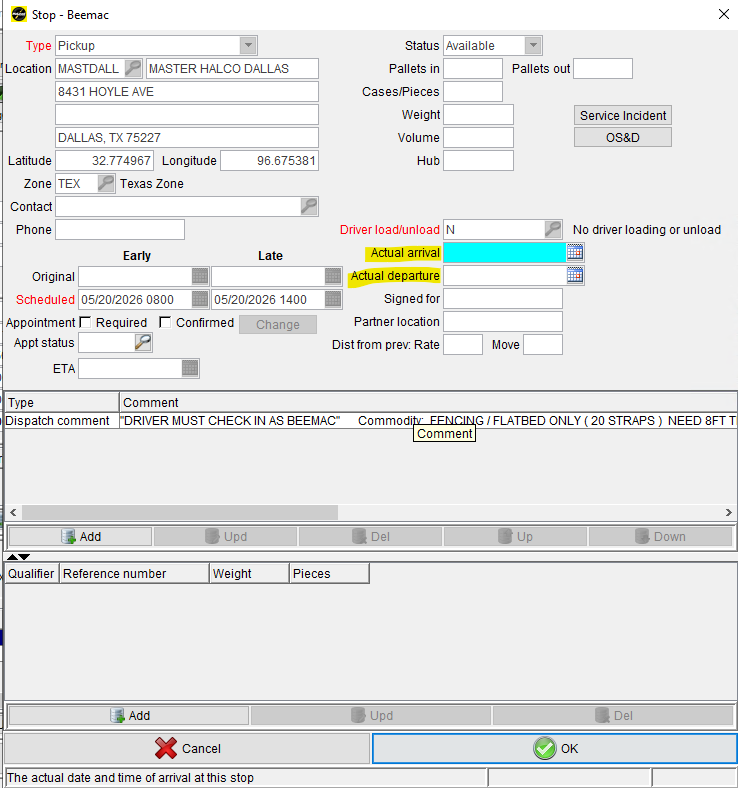 Stop - Beemac
Type Pickup Status Available
Location MASTDALL MASTER HALCO DALLAS Pallets in Pallets out
8431 HOYLE AVE Cases/Pieces
Weight Service Incident
DALLAS, TX 75227 Volume OS&D
Latitude 32.774967 Longitude 96.675381 Hub
Zone TEX Texas Zone
Contact
Phone Driver load/unload N No driver loading or unload
Early Late Actual arrival
Original Actual departure
Scheduled 05/20/2026 0800 05/20/2026 1400 Signed for
Appointment Required Confirmed Change Partner location
Appt status Dist from prev: Rate Move
ETA
Type Comment
Dispatch comment "DRIVER MUST CHECK IN AS BEEMAC" Commodity: FENCING / FLATBED ONLY ( 20 STRAPS ) NEED 8FT
Comment
Add Upd Del Up Down
Qualifier Reference number Weight Pieces
Add Upd Del
Cancel OK
The actual date and time of arrival at this stop